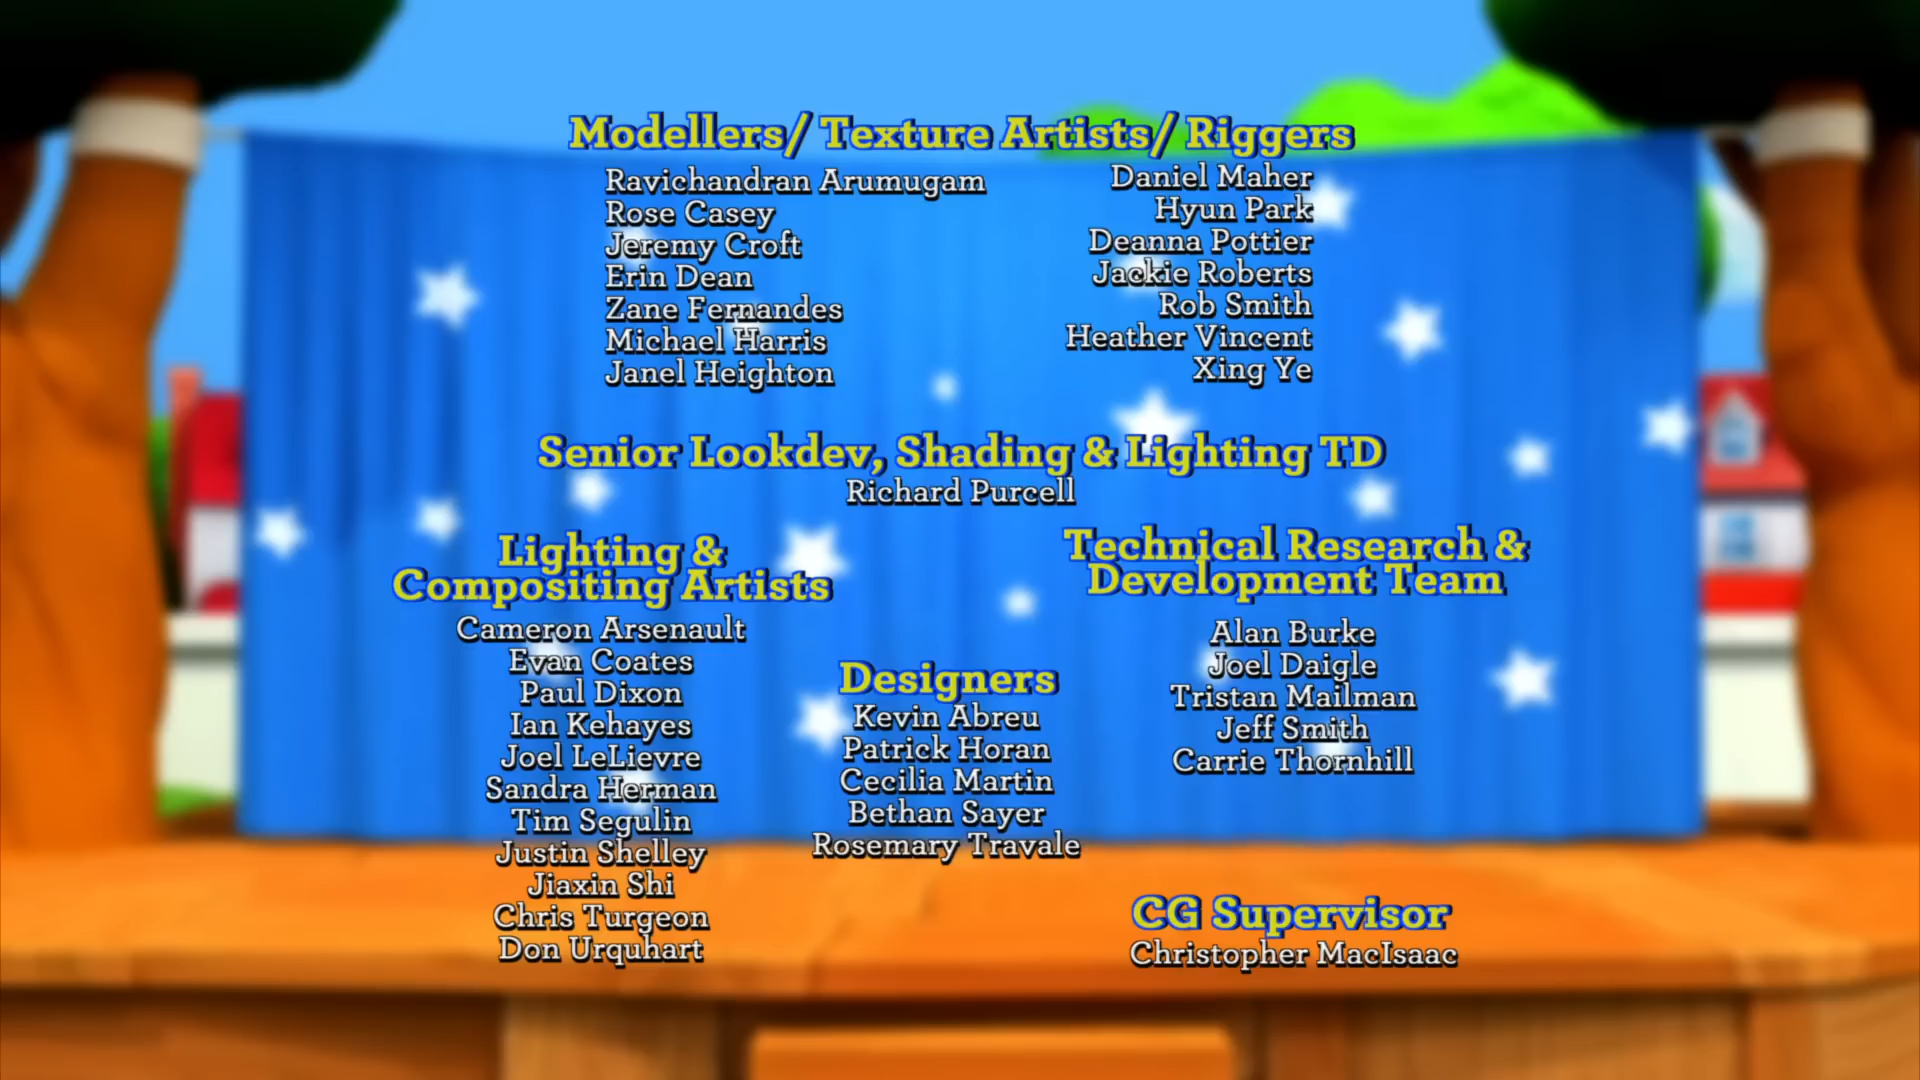 Modellers/ Texture Artists/ Riggers
Ravichandran Arumugam
Rose Casey
Jeremy Croft
Erin Dean
Zane Fernandes
Michael Harris
Janel Heighton
Daniel Maher
Hyun Park
Deanna Pottier
Jackie Roberts
Rob Smith
Heather Vincent
Xing Ye
Senior Lookdev, Shading & Lighting TD
Richard Purcell
Lighting &
Compositing Artists
Cameron Arsenault
Evan Coates
Paul Dixon
Ian Kehayes
Joel LeLievre
Sandra Herman
Tim Segulin
Justin Shelley
Jiaxin Shi
Chris Turgeon
Don Urquhart
Designers
Kevin Abreu
Patrick Horan
Cecilia Martin
Bethan Sayer
Rosemary Travale
Technical Research &
Development Team
Alan Burke
Joel Daigle
Tristan Mailman
Jeff Smith
Carrie Thornhill
CG Supervisor
Christopher MacIsaac